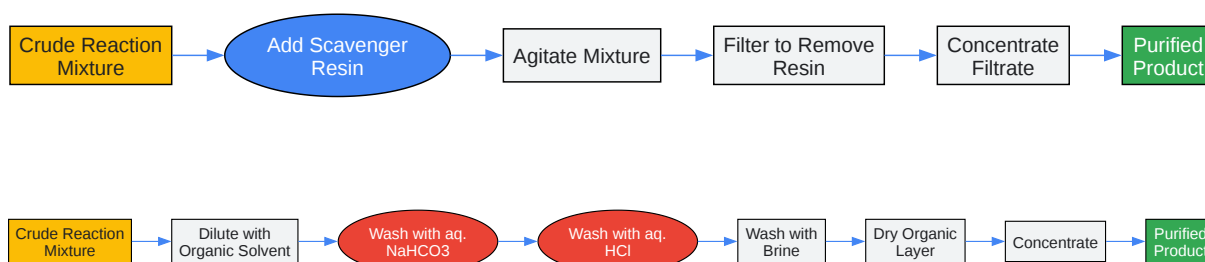 Crude Reaction
Mixture
Add Scavenger
Resin
Agitate Mixture
Filter to Remove
Resin
Concentrate
Filtrate
Purified
Product
Crude Reaction
Mixture
Dilute with
Organic Solvent
Wash with aq.
NaHCO3
Wash with aq.
HCl
Wash with
Brine
Dry Organic
Layer
Concentrate
Purified
Product